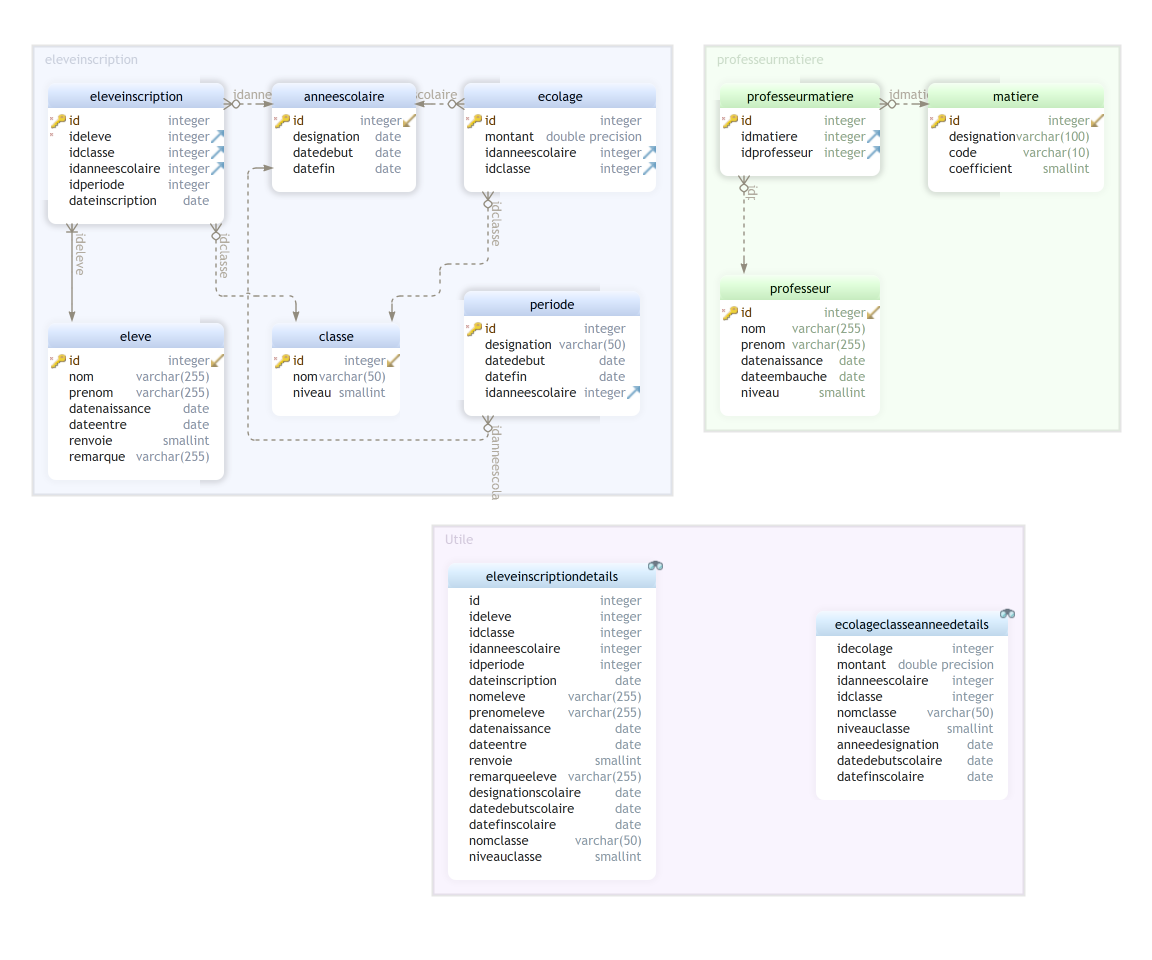 eleveinscription
eleveinscription
id integer
ideleve integer
idclasse integer
idanneescolaire integer
idperiode integer
dateinscription date
idanne
anneescolaire
id integer
designation date
datedebut date
datefin date
scolaire
ecolage
id integer
montant double precision
idanneescolaire integer
idclasse integer
ideleve
idclasse
idclasse
eleve
id integer
nom varchar(255)
prenom varchar(255)
datenaissance date
dateentre date
renvoie smallint
remarque varchar(255)
classe
id integer
nom varchar(50)
niveau smallint
periode
id integer
designation varchar(50)
datedebut date
datefin date
idanneescolaire integer
idanneescola
professeurmatiere
professeurmatiere
id integer
idmatiere integer
idprofesseur integer
idmati
matiere
id integer
designation varchar(100)
code varchar(10)
coefficient smallint
professeur
id integer
nom varchar(255)
prenom varchar(255)
datenaissance date
dateembauche date
niveau smallint
Utile
eleveinscriptiondetails
id integer
ideleve integer
idclasse integer
idanneescolaire integer
idperiode integer
dateinscription date
nomeleve varchar(255)
prenomeleve varchar(255)
datenaissance date
dateentre date
renvoie smallint
remarqueeleve varchar(255)
designationscolaire date
datedebutscolaire date
datefinscolaire date
nomclasse varchar(50)
niveauclasse smallint
ecolageclasseanneedetails
idecolage integer
montant double precision
idanneescolaire integer
idclasse integer
nomclasse varchar(50)
niveauclasse smallint
anneedesignation date
datedebutscolaire date
datefinscolaire date